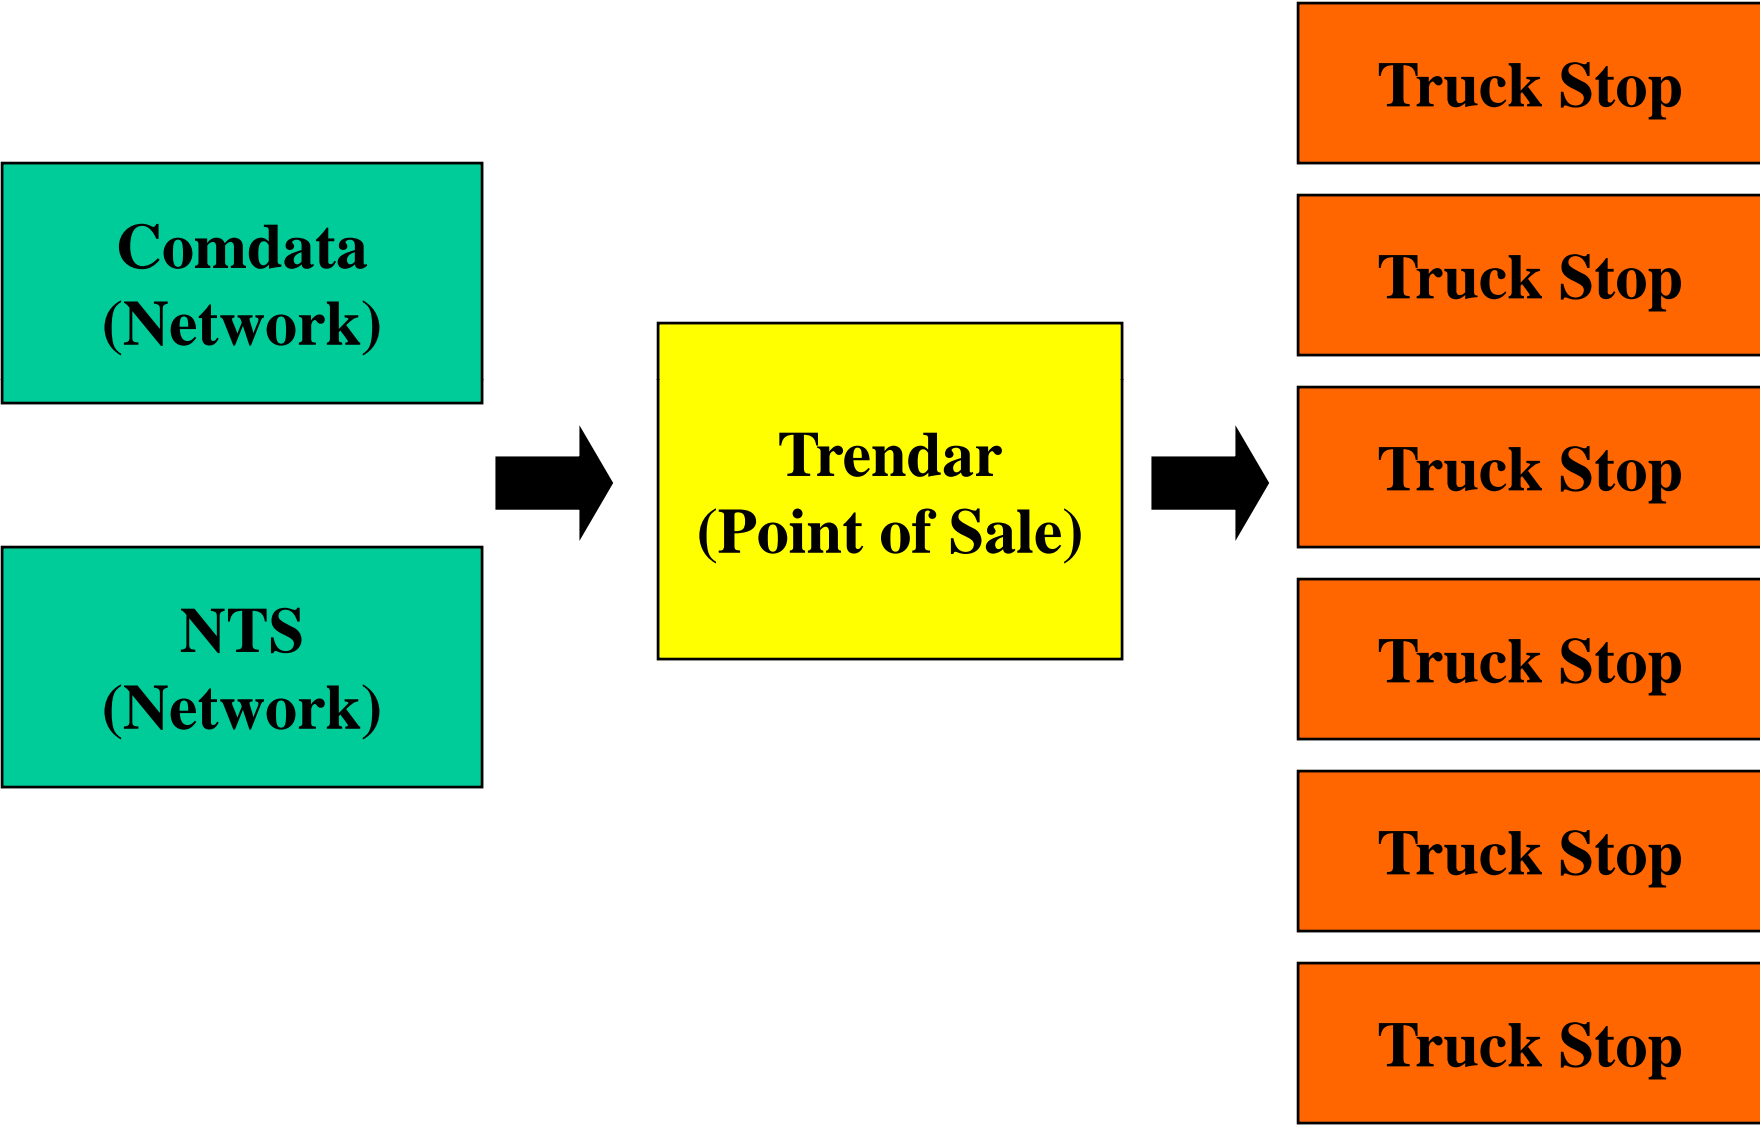 Comdata
(Network)
NTS
(Network)
Trendar
(Point of Sale)
Truck Stop
Truck Stop
Truck Stop
Truck Stop
Truck Stop
Truck Stop